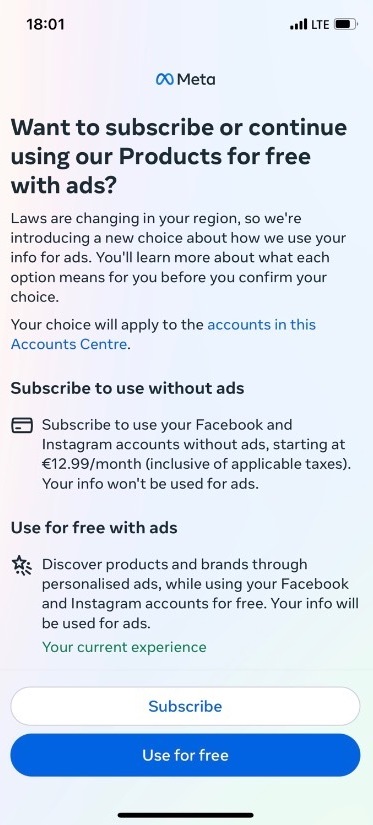 18:01
LTE
Meta
Want to subscribe or continue
using our Products for free
with ads?
Laws are changing in your region, so we're
introducing a new choice about how we use your
info for ads. You'll learn more about what each
option means for you before you confirm your
choice.
Your choice will apply to the accounts in this
Accounts Centre.
Subscribe to use without ads
Subscribe to use your Facebook and
Instagram accounts without ads, starting at
€12.99/month (inclusive of applicable taxes).
Your info won't be used for ads.
Use for free with ads
Discover products and brands through
personalised ads, while using your Facebook
and Instagram accounts for free. Your info will
be used for ads.
Your current experience
Subscribe
Use for free